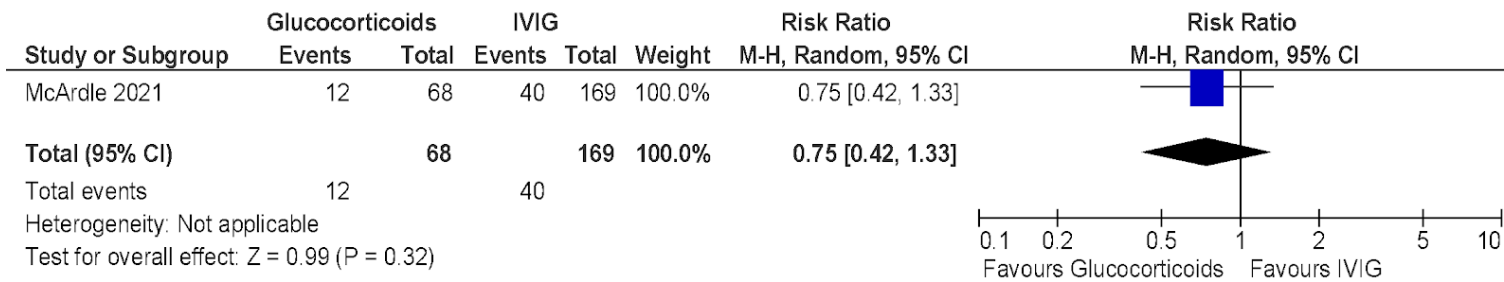 Glucocorticoids IVIG Risk Ratio Risk Ratio
Study or Subgroup Events Total Events Total Weight M-H, Random, 95% CI M-H, Random, 95% CI
McArdle 2021 12 68 40 169 100.0% 0.75 [0.42, 1.33]
Total (95% CI) 68 169 100.0% 0.75 [0.42, 1.33]
Total events 12 40
Heterogeneity: Not applicable
Test for overall effect: Z = 0.99 (P = 0.32)
0.1 0.2 0.5 1 2 5 10
Favours Glucocorticoids Favours IVIG